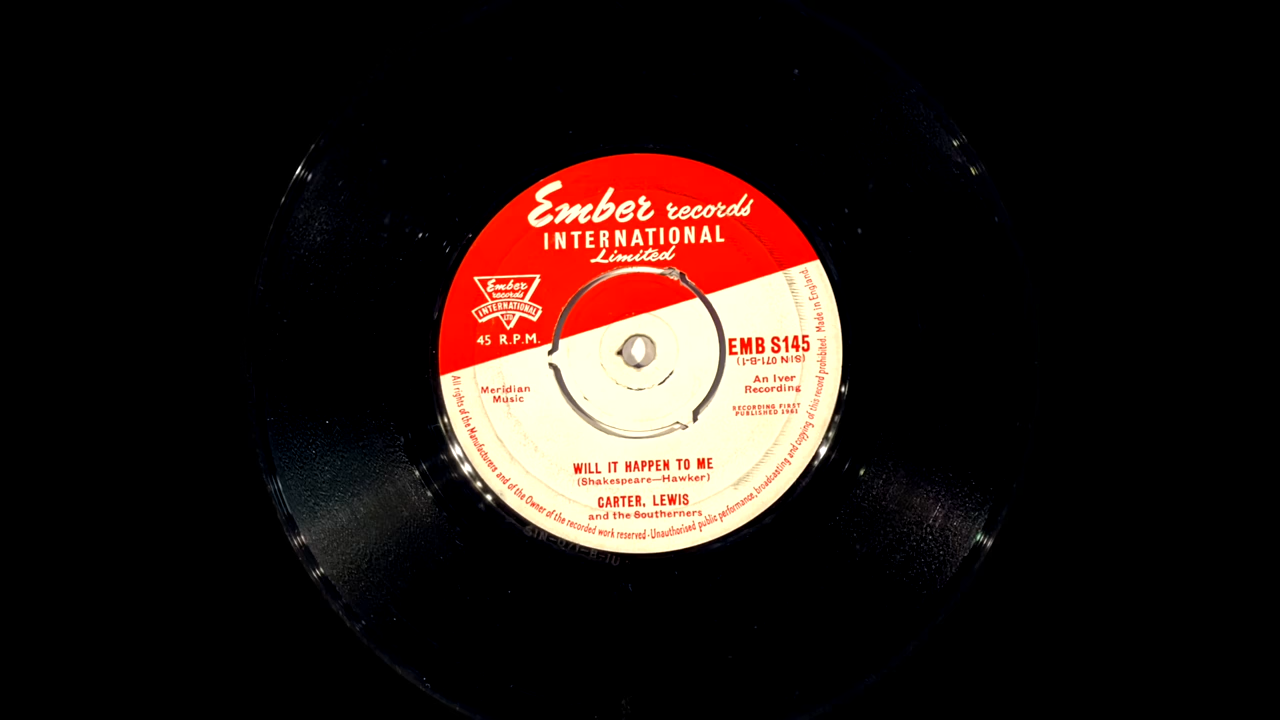 Ember records
INTERNATIONAL
Limited
Ember
records
INTERNATIONAL
LTD
45 R.P.M.
EMB S145
(SIN 071-B-1)
Meridian
Music
An Iver
Recording
RECORDING FIRST
PUBLISHED 1961
WILL IT HAPPEN TO ME
(Shakespeare—Hawker)
CARTER, LEWIS
and the Southerners
All rights of the Manufacturers and of the Owner of the recorded work reserved·Unauthorised public performance, broadcasting and copying of this record prohibited. Made in England.